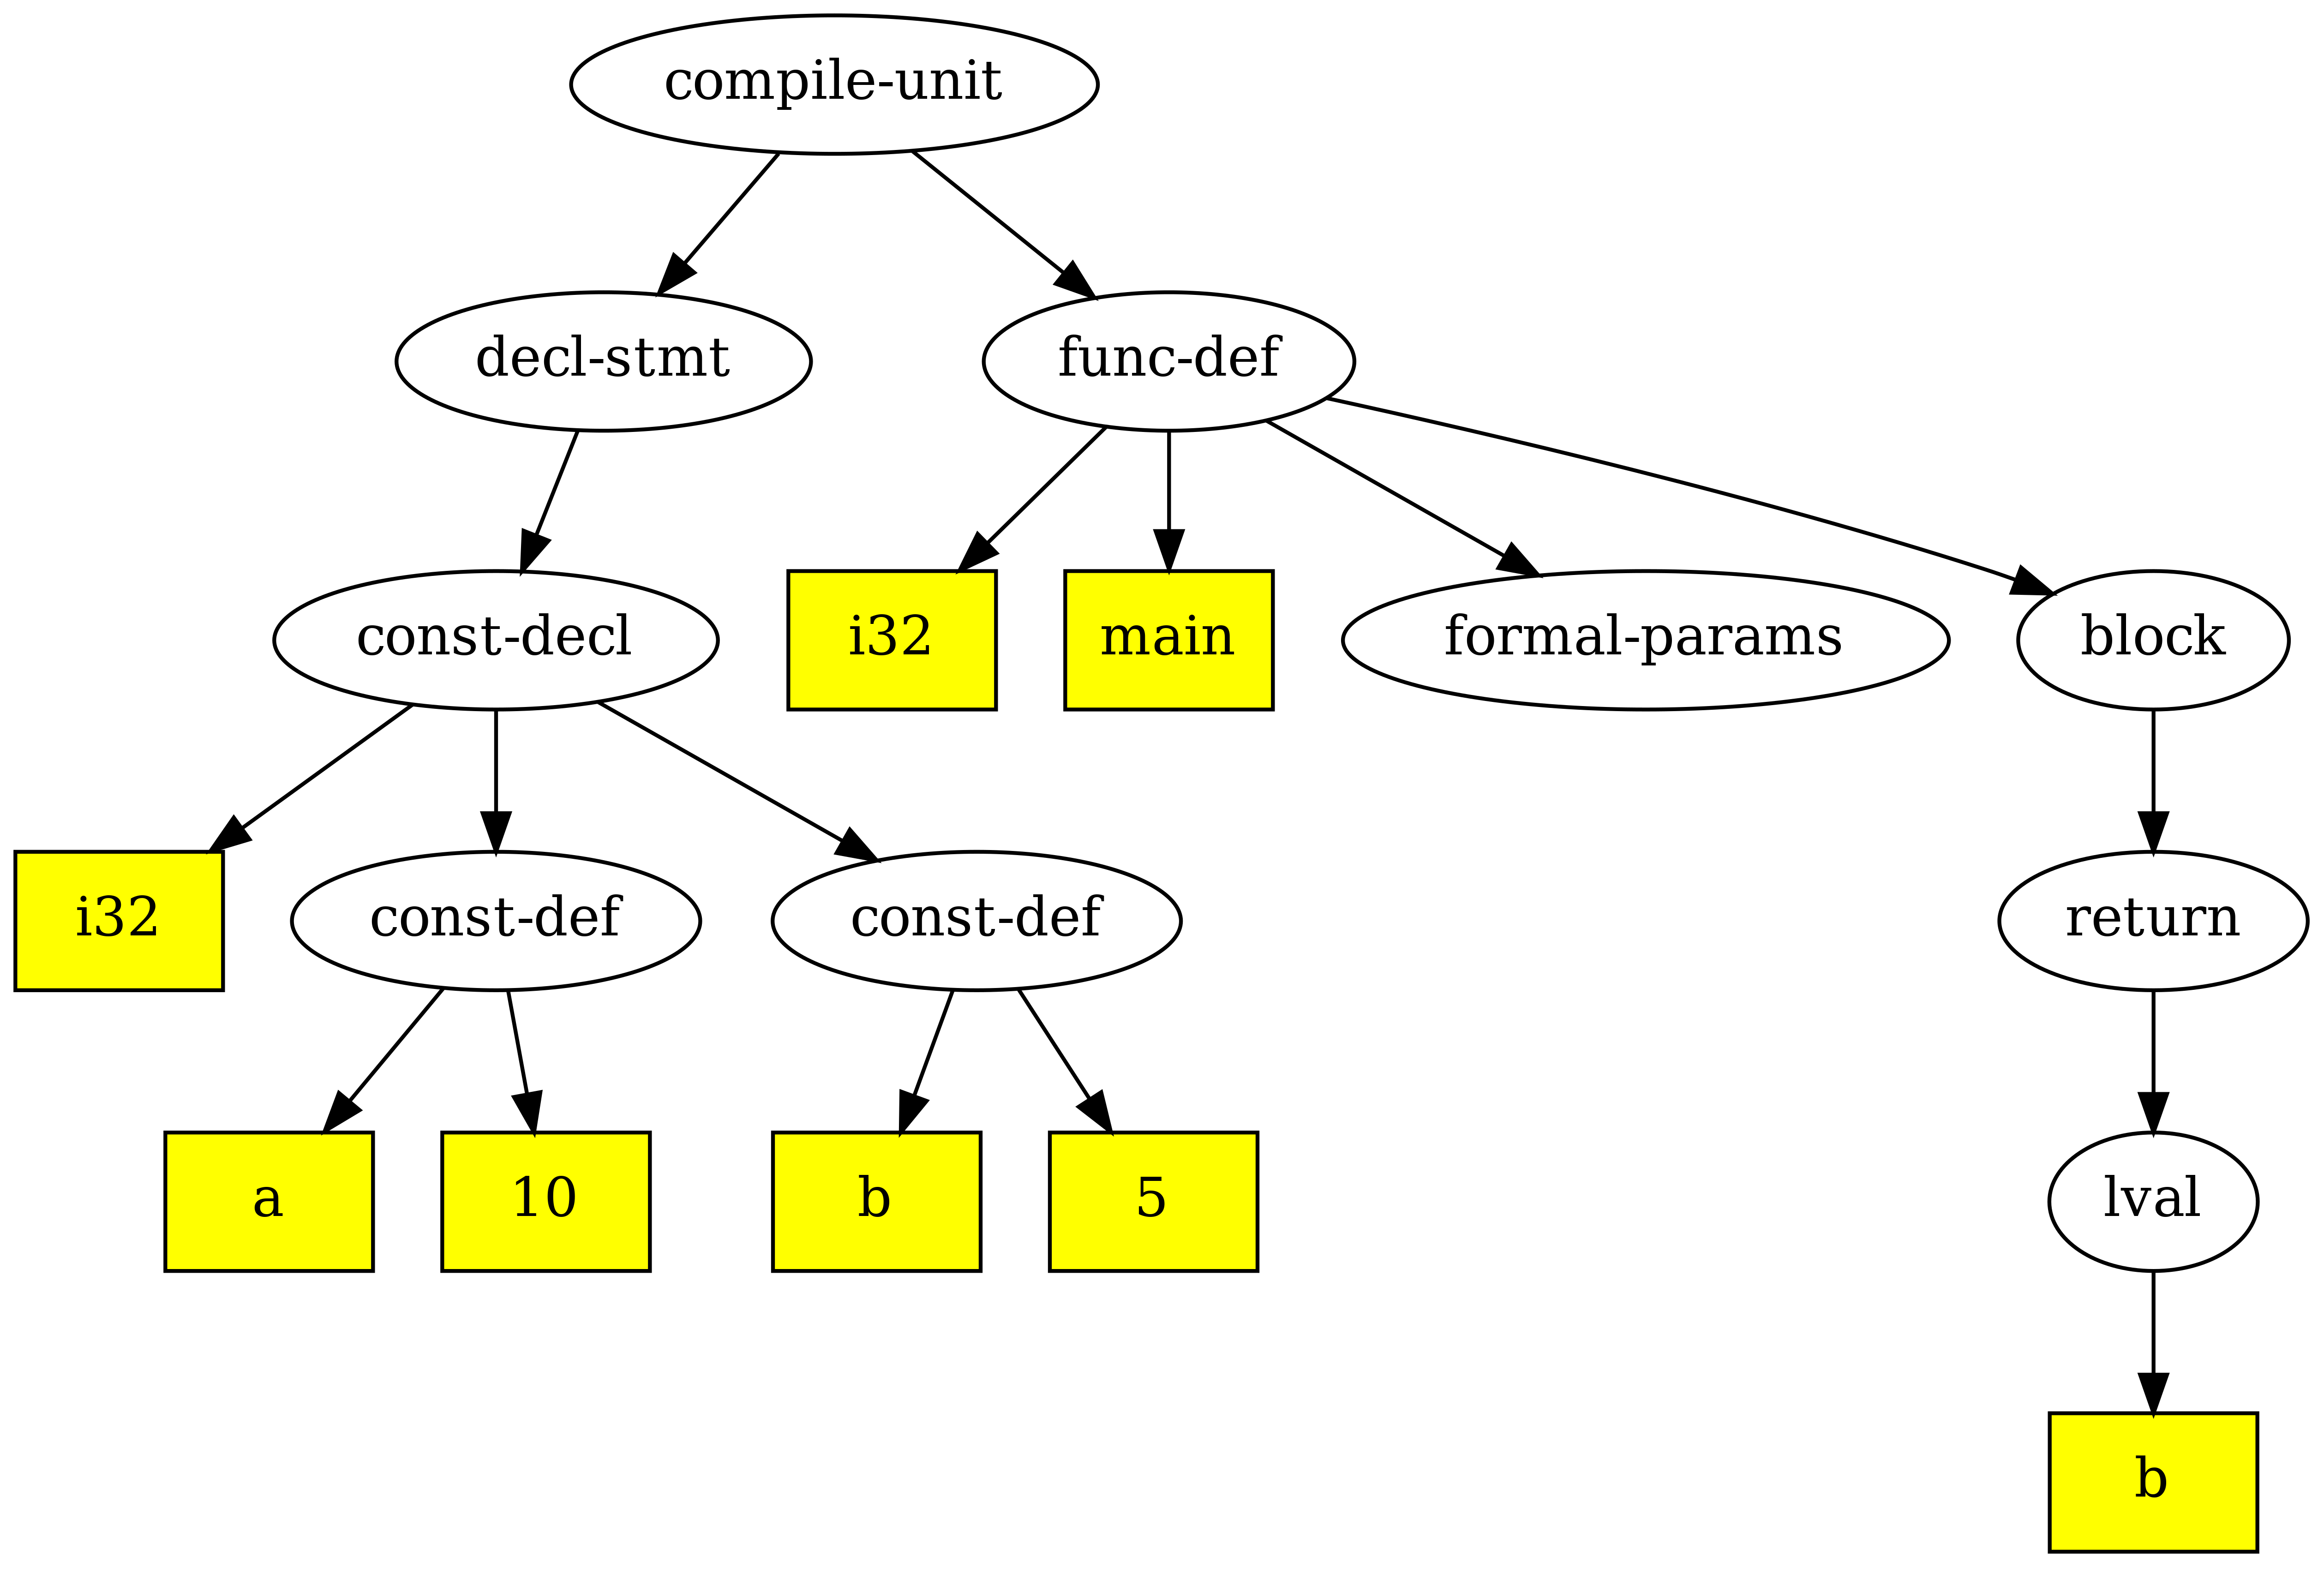 compile-unit
decl-stmt
func-def
const-decl
i32
main
formal-params
block
i32
const-def
const-def
return
a
10
b
5
lval
b